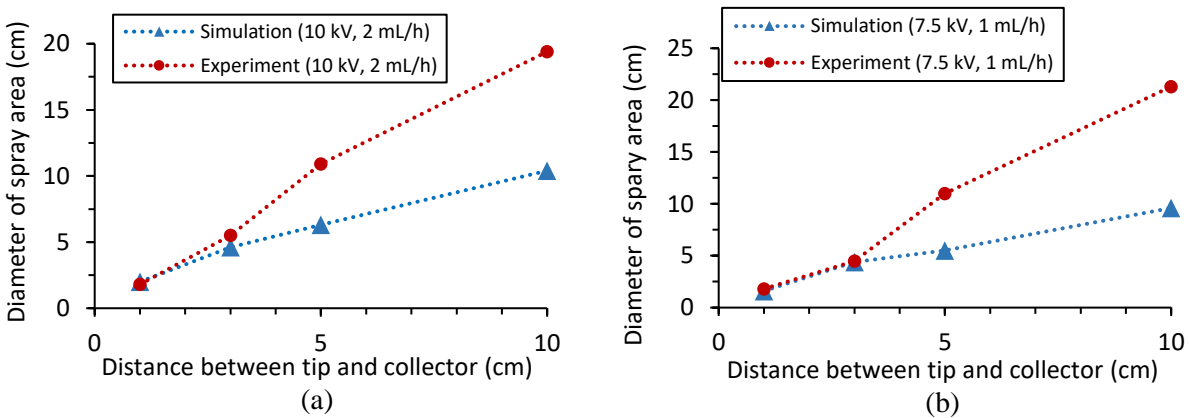 Simulation (10 kV, 2 mL/h)
Experiment (10 kV, 2 mL/h)
Diameter of spray area (cm)
20
15
10
5
0
0
5
10
Distance between tip and collector (cm)
(a)
Simulation (7.5 kV, 1 mL/h)
Experiment (7.5 kV, 1 mL/h)
Diameter of spary area (cm)
25
20
15
10
5
0
0
5
10
Distance between tip and collector (cm)
(b)